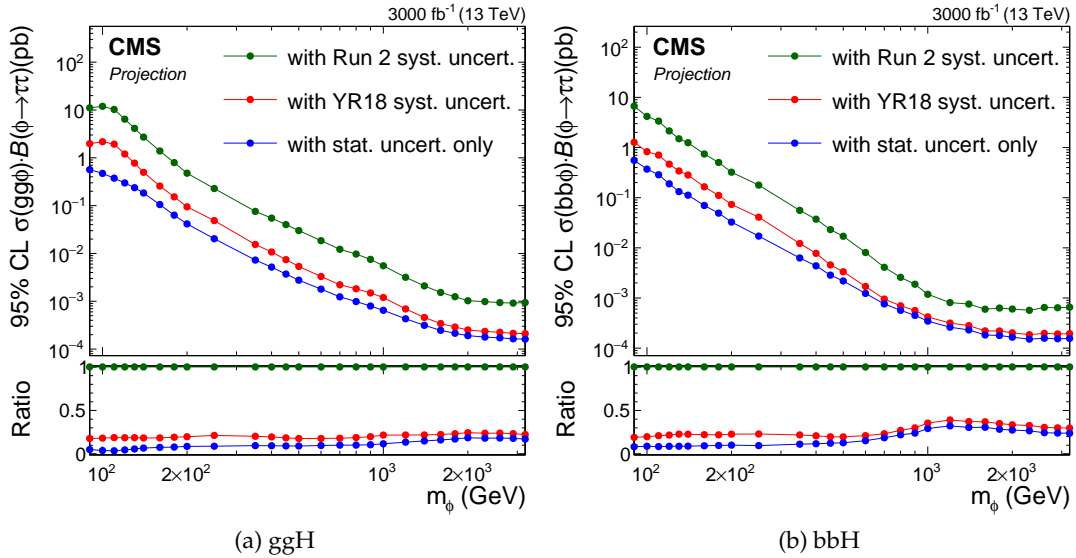 3000 fb⁻¹ (13 TeV)
CMS
Projection
with Run 2 syst. uncert.
with YR18 syst. uncert.
with stat. uncert. only
95% CL σ(ggϕ)·B(ϕ→ττ)(pb)
10²
10
1
10⁻¹
10⁻²
10⁻³
10⁻⁴
Ratio
1
0.5
0
10²
2×10²
10³
2×10³
m_ϕ (GeV)
(a) ggH
3000 fb⁻¹ (13 TeV)
CMS
Projection
with Run 2 syst. uncert.
with YR18 syst. uncert.
with stat. uncert. only
95% CL σ(bbϕ)·B(ϕ→ττ)(pb)
10²
10
1
10⁻¹
10⁻²
10⁻³
10⁻⁴
Ratio
1
0.5
0
10²
2×10²
10³
2×10³
m_ϕ (GeV)
(b) bbH